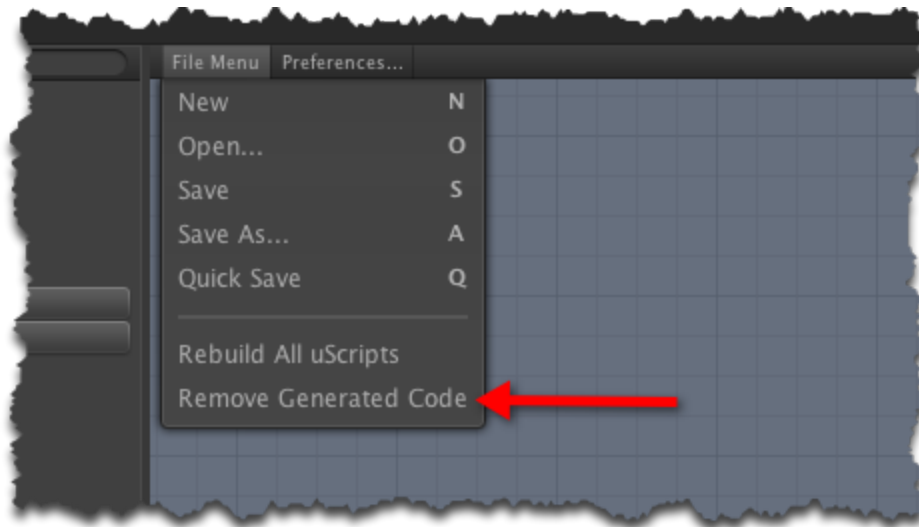 File Menu Preferences...
New N
Open... O
Save S
Save As... A
Quick Save Q
Rebuild All uScripts
Remove Generated Code